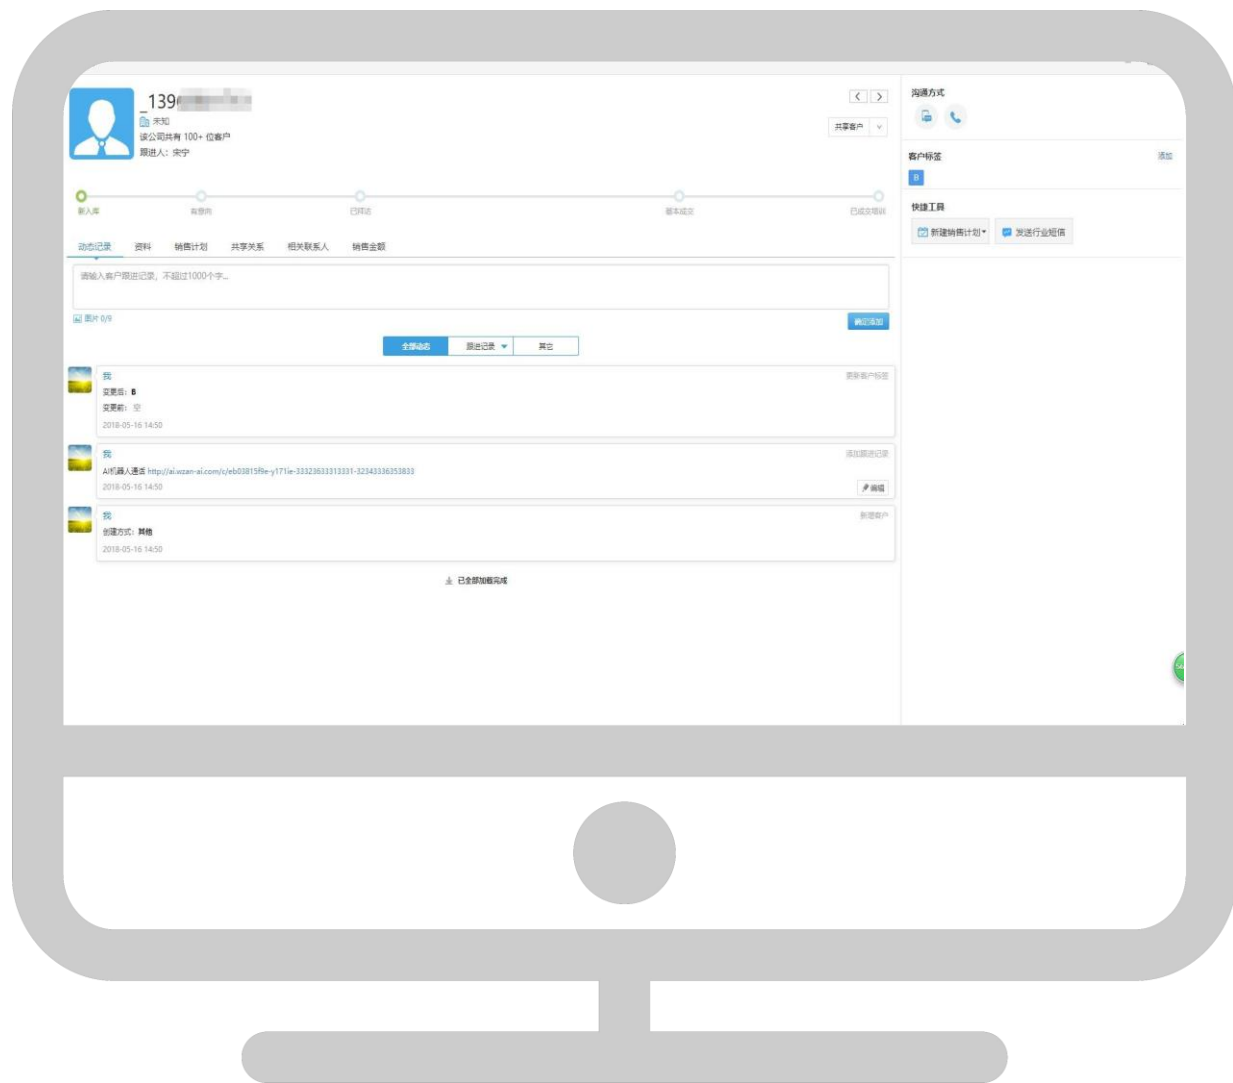 _139
未知
该公司共有 100+ 位客户
跟进人：宋宁
共享客户
新入库
有意向
已拜访
版本成交
已成交培训
动态记录 资料 销售计划 共享关系 相关联系人 销售金额
请输入客户跟进记录，不超过1000个字...
图片 0/9
确定添加
全部动态 跟进记录 其它
我 更新客户标签
变更后：B
变更前：空
2018-05-16 14:50
我 添加跟进记录
AI机器人通话 http://ai.wzan-ai.com/c/eb03815f9e-y171ie-33323633313331-32343336353833
2018-05-16 14:50 编辑
我 新建客户
创建方式：其他
2018-05-16 14:50
已全部加载完成
沟通方式
客户标签 添加
B
快捷工具
新建销售计划 发送行业短信